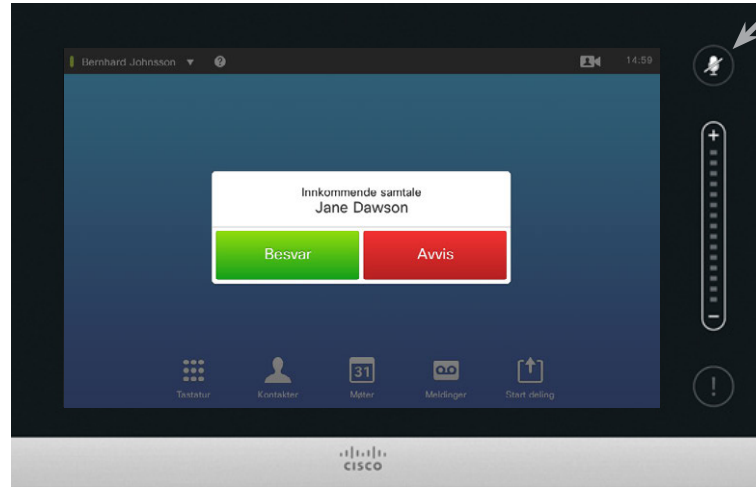 Bernhard Johnsson
?
14:59
+
Innkommende samtale
Jane Dawson
Besvar
Avvis
−
31
Tastatur
Kontakter
Møter
Meldinger
Start deling
!
CISCO